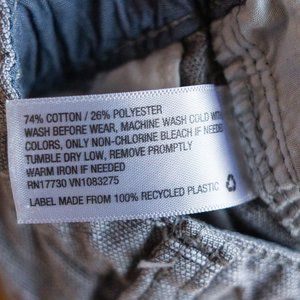 74% COTTON / 26% POLYESTER
WASH BEFORE WEAR, MACHINE WASH COLD WITH
COLORS, ONLY NON-CHLORINE BLEACH IF NEEDED
TUMBLE DRY LOW, REMOVE PROMPTLY
WARM IRON IF NEEDED
RN17730 VN1083275
LABEL MADE FROM 100% RECYCLED PLASTIC